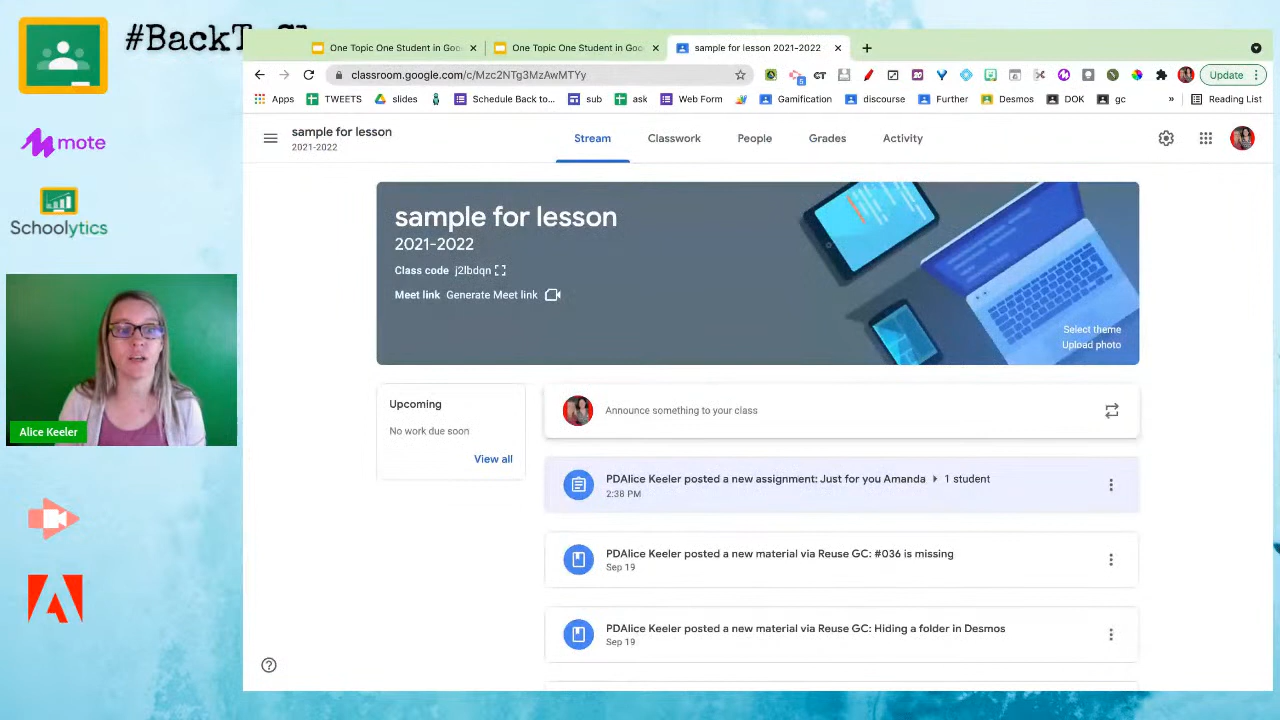 #BackT
mote
Schoolytics
Alice Keeler
One Topic One Student in Goo
One Topic One Student in Goo
sample for lesson 2021-2022
classroom.google.com/c/Mzc2NTg3MzAwMTYy
GT
5
20
Update
Apps
TWEETS
slides
Schedule Back to...
sub
ask
Web Form
Gamification
discourse
Further
Desmos
DOK
gc
»
Reading List
sample for lesson
2021-2022
Stream
Classwork
People
Grades
Activity
sample for lesson
2021-2022
Class code j2lbdqn
Meet link Generate Meet link
Select theme
Upload photo
Upcoming
No work due soon
View all
Announce something to your class
PDAlice Keeler posted a new assignment: Just for you Amanda ▸ 1 student
2:38 PM
PDAlice Keeler posted a new material via Reuse GC: #036 is missing
Sep 19
PDAlice Keeler posted a new material via Reuse GC: Hiding a folder in Desmos
Sep 19